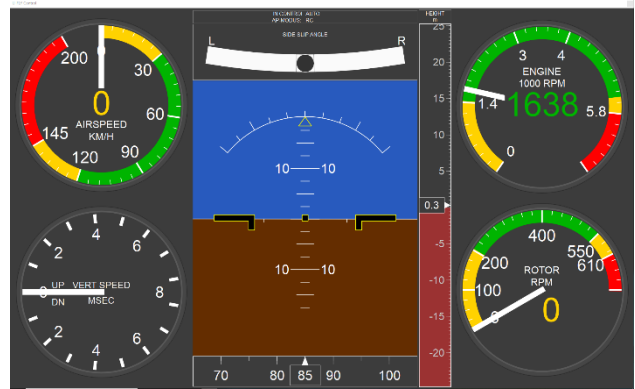 IN CONTROL: AUTO
AP MODUS: RC
SIDE SLIP ANGLE
L R
200 30 60 90 120 145
0
AIRSPEED
KM/H
HEIGHT
m
25
20
15
10
5
0.3
-5
-10
-15
-20
3 4
ENGINE
1000 RPM
1.4 1638 5.8
0
10 10
10 10
2 4 6
UP VERT SPEED 8
DN MSEC
2 4 6
400
200 550
610
ROTOR
RPM
100
0
0
70 80 85 90 100